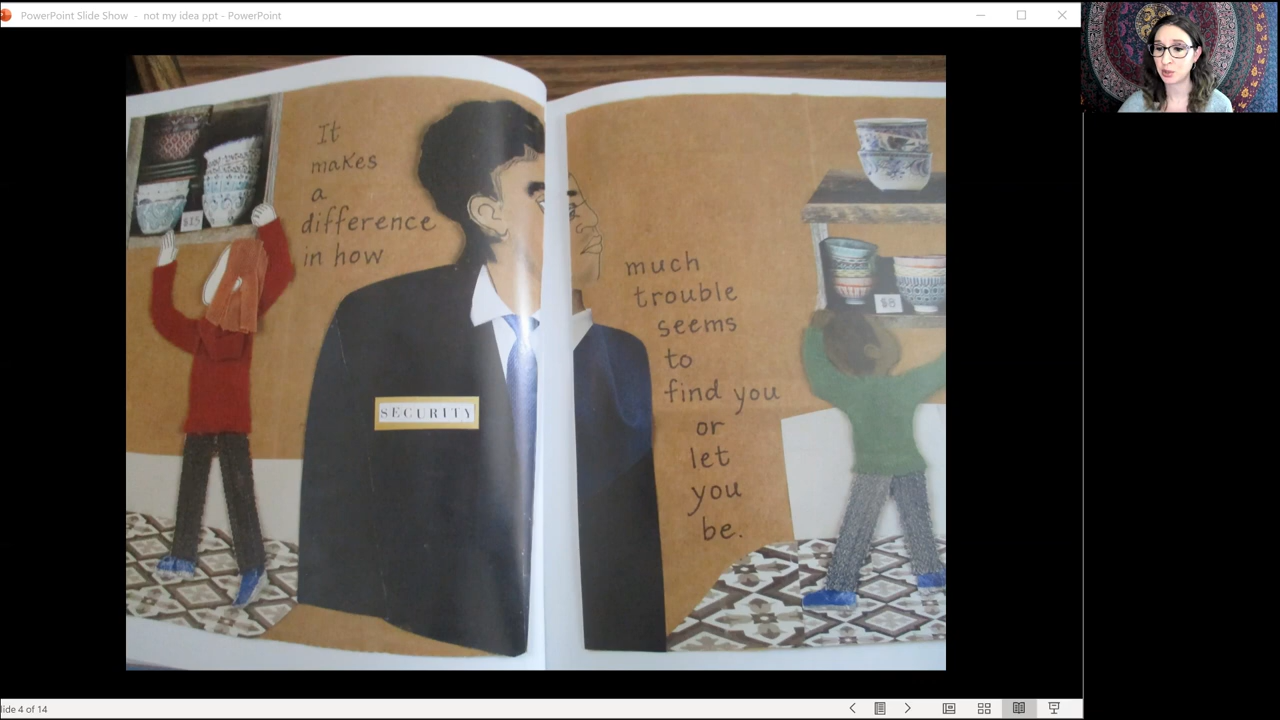 PowerPoint Slide Show - not my idea ppt - PowerPoint
It
makes
a
difference
in how
$15
SECURITY
much
trouble
seems
to
find you
or
let
you
be.
$8
lide 4 of 14